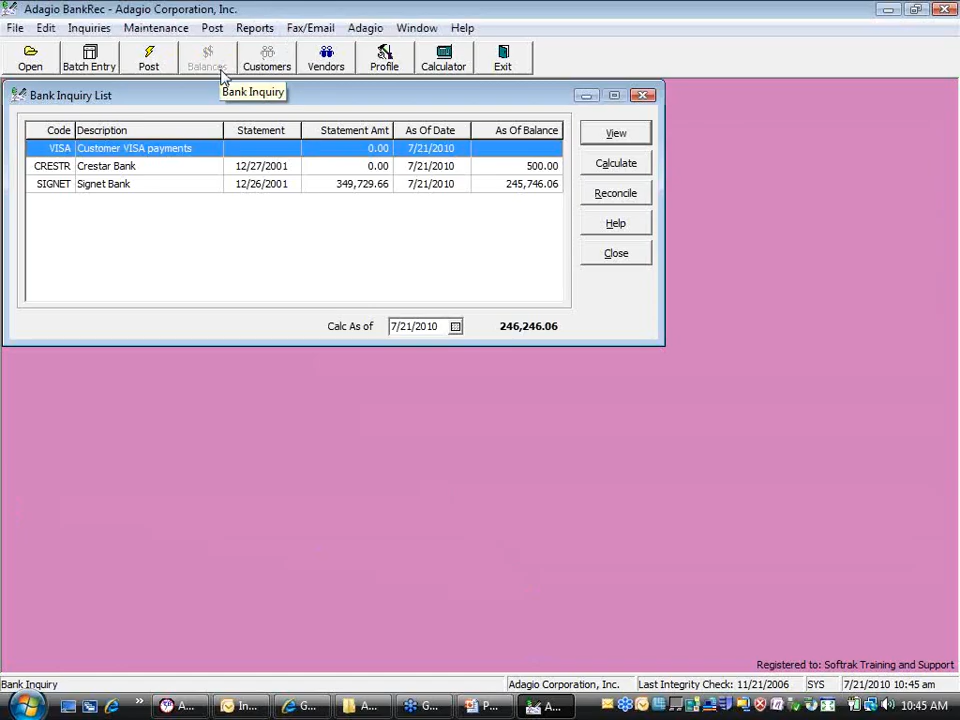 Adagio BankRec - Adagio Corporation, Inc.
File Edit Inquiries Maintenance Post Reports Fax/Email Adagio Window Help
Open Batch Entry Post Balances Customers Vendors Profile Calculator Exit
Bank Inquiry
Bank Inquiry List
Code Description Statement Statement Amt As Of Date As Of Balance
VISA Customer VISA payments 0.00 7/21/2010
CRESTR Crestar Bank 12/27/2001 0.00 7/21/2010 500.00
SIGNET Signet Bank 12/26/2001 349,729.66 7/21/2010 245,746.06
View
Calculate
Reconcile
Help
Close
Calc As of 7/21/2010 246,246.06
Registered to: Softrak Training and Support
Bank Inquiry Adagio Corporation, Inc. Last Integrity Check: 11/21/2006 SYS 7/21/2010 10:45 am
» A... In... G... A... G... P... A... 10:45 AM